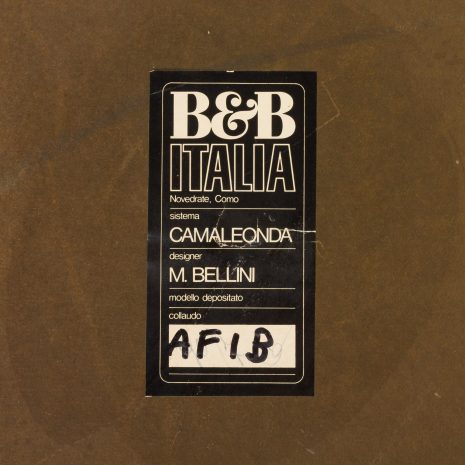 B&B
ITALIA
Novedrate, Como
sistema
CAMALEONDA
designer
M. BELLINI
modello depositato
collaudo
AF1B